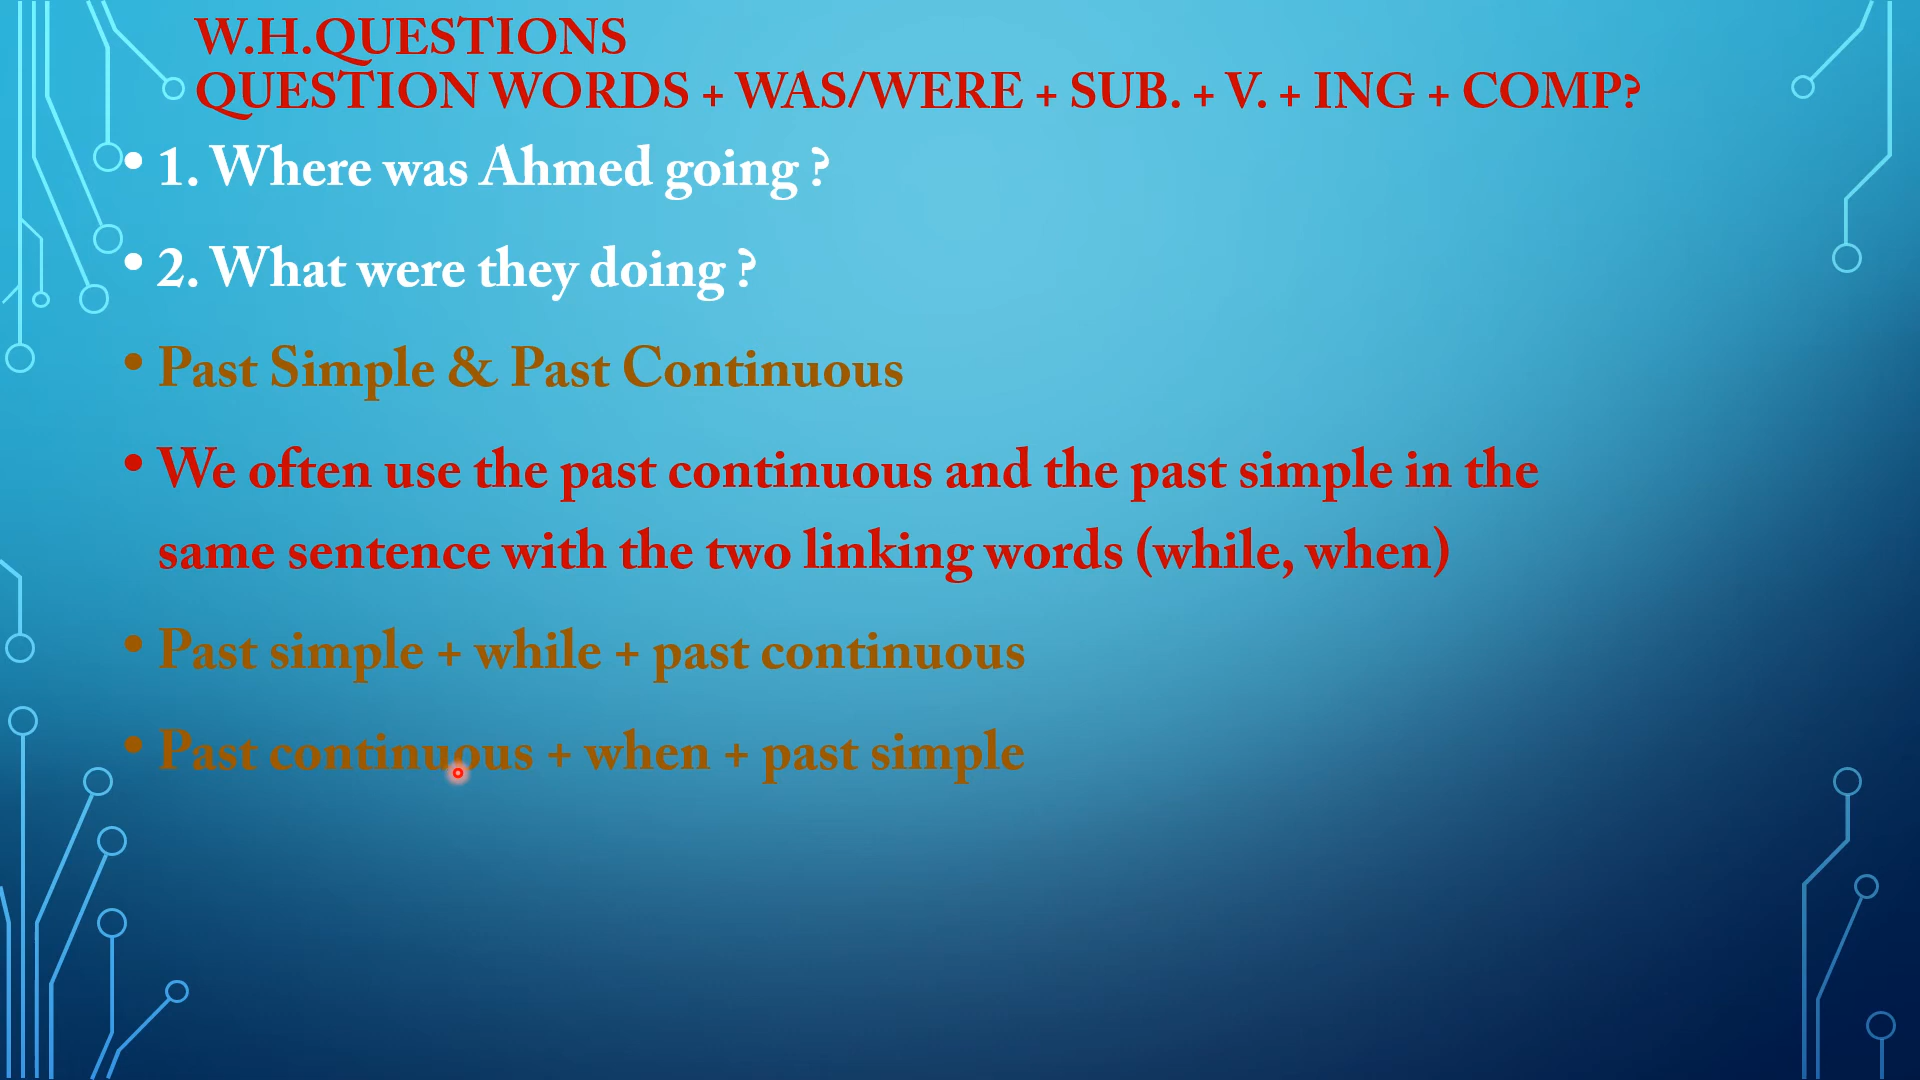 W.H.QUESTIONS
QUESTION WORDS + WAS/WERE + SUB. + V. + ING + COMP?
• 1. Where was Ahmed going ?
• 2. What were they doing ?
• Past Simple & Past Continuous
• We often use the past continuous and the past simple in the
same sentence with the two linking words (while, when)
• Past simple + while + past continuous
• Past continuous + when + past simple